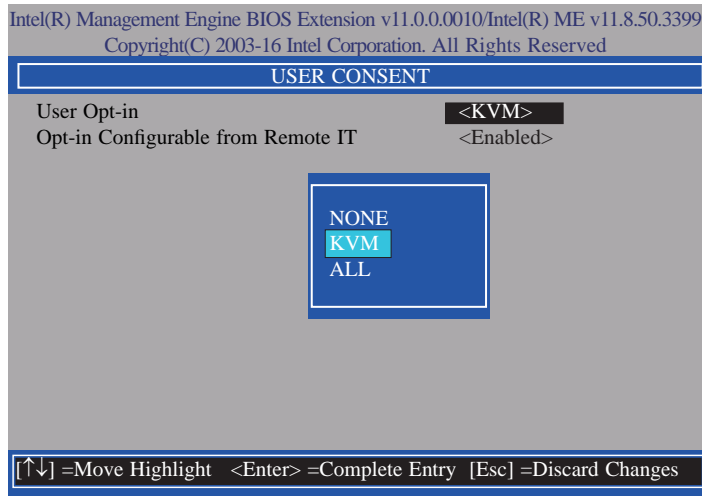 Intel(R) Management Engine BIOS Extension v11.0.0.0010/Intel(R) ME v11.8.50.3399
Copyright(C) 2003-16 Intel Corporation. All Rights Reserved
USER CONSENT
User Opt-in <KVM>
Opt-in Configurable from Remote IT <Enabled>
NONE
KVM
ALL
[↑↓] =Move Highlight <Enter> =Complete Entry [Esc] =Discard Changes